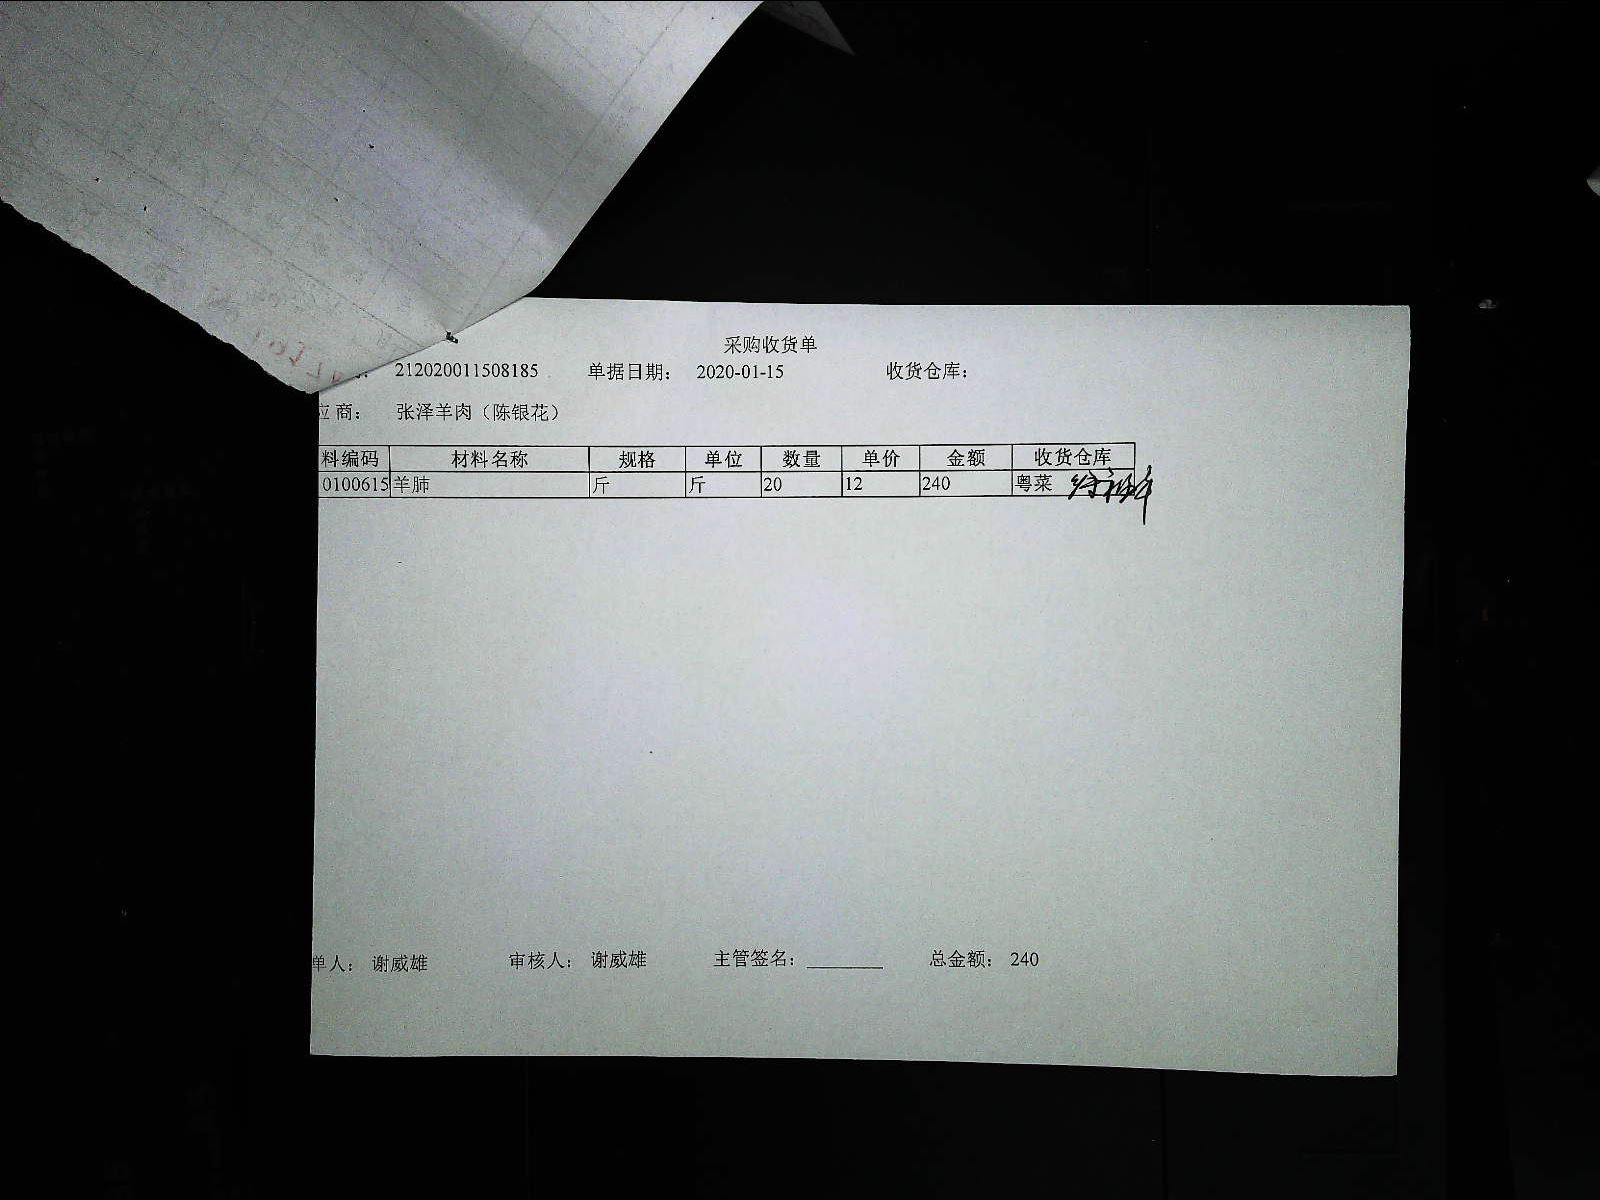 采购收货单
212020011508185 单据日期： 2020-01-15 收货仓库：
应商： 张泽羊肉（陈银花）
料编码 材料名称 规格 单位 数量 单价 金额 收货仓库
0100615 羊肺 斤 斤 20 12 240 粤菜
单人： 谢威雄 审核人： 谢威雄 主管签名： 总金额： 240